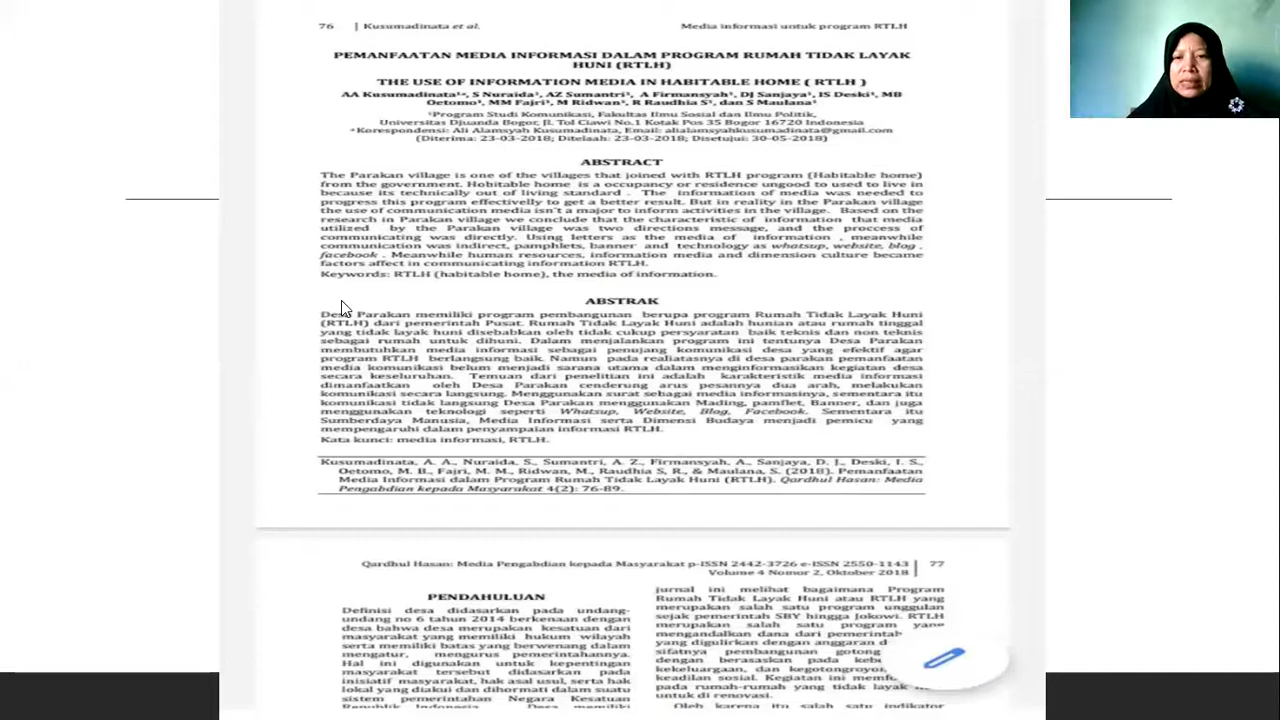 76 | Kusumadinata et al.
Media informasi untuk program RTLH
PEMANFAATAN MEDIA INFORMASI DALAM PROGRAM RUMAH TIDAK LAYAK
HUNI (RTLH)
THE USE OF INFORMATION MEDIA IN HABITABLE HOME ( RTLH )
AA Kusumadinata¹ᵃ, S Nuraida¹, AZ Sumantri¹, A Firmansyah¹, DJ Sanjaya¹, IS Deski¹, MB
Oetomo¹, MM Fajri¹, M Ridwan¹, R Raudhia S¹, dan S Maulana¹
¹Program Studi Komunikasi, Fakultas Ilmu Sosial dan Ilmu Politik,
Universitas Djuanda Bogor, Jl. Tol Ciawi No.1 Kotak Pos 35 Bogor 16720 Indonesia
ᵃKorespondensi: Ali Alamsyah Kusumadinata, Email: alialamsyahkusumadinata@gmail.com
(Diterima: 23-03-2018; Ditelaah: 23-03-2018; Disetujui: 30-05-2018)
ABSTRACT
The Parakan village is one of the villages that joined with RTLH program (Habitable home)
from the government. Hobitable home is a occupancy or residence ungood to used to live in
because its technically out of living standard . The information of media was needed to
progress this program effectivelly to get a better result. But in reality in the Parakan village
the use of communication media isn't a major to inform activities in the village. Based on the
research in Parakan village we conclude that the characteristic of information that media
utilized by the Parakan village was two directions message, and the proccess of
communicating was directly. Using letters as the media of information , meanwhile
communication was indirect, pamphlets, banner and technology as whatsup, website, blog ,
facebook . Meanwhile human resources, information media and dimension culture became
factors affect in communicating information RTLH.
Keywords: RTLH (habitable home), the media of information.
ABSTRAK
Desa Parakan memiliki program pembangunan berupa program Rumah Tidak Layak Huni
(RTLH) dari pemerintah Pusat. Rumah Tidak Layak Huni adalah hunian atau rumah tinggal
yang tidak layak huni disebabkan oleh tidak cukup persyaratan baik teknis dan non teknis
sebagai rumah untuk dihuni. Dalam menjalankan program ini tentunya Desa Parakan
membutuhkan media informasi sebagai penujang komunikasi desa yang efektif agar
program RTLH berlangsung baik. Namun pada realiatasnya di desa parakan pemanfaatan
media komunikasi belum menjadi sarana utama dalam menginformasikan kegiatan desa
secara keseluruhan. Temuan dari penelitian ini adalah karakteristik media informasi
dimanfaatkan oleh Desa Parakan cenderung arus pesannya dua arah, melakukan
komunikasi secara langsung. Menggunakan surat sebagai media informasinya, sementara itu
komunikasi tidak langsung Desa Parakan menggunakan Mading, pamflet, Banner, dan juga
menggunakan teknologi seperti Whatsup, Website, Blog, Facebook. Sementara itu
Sumberdaya Manusia, Media Informasi serta Dimensi Budaya menjadi pemicu yang
mempengaruhi dalam penyampaian informasi RTLH.
Kata kunci: media informasi, RTLH.
Kusumadinata, A. A., Nuraida, S., Sumantri, A. Z., Firmansyah, A., Sanjaya, D. J., Deski, I. S.,
Oetomo, M. B., Fajri, M. M., Ridwan, M., Raudhia S, R., & Maulana, S. (2018). Pemanfaatan
Media Informasi dalam Program Rumah Tidak Layak Huni (RTLH). Qardhul Hasan: Media
Pengabdian kepada Masyarakat 4(2): 76-89.
Qardhul Hasan: Media Pengabdian kepada Masyarakat p-ISSN 2442-3726 e-ISSN 2550-1143 | 77
Volume 4 Nomor 2, Oktober 2018
PENDAHULUAN
Definisi desa didasarkan pada undang-
undang no 6 tahun 2014 berkenaan dengan
desa bahwa desa merupakan kesatuan dari
masyarakat yang memiliki hukum wilayah
serta memiliki batas yang berwenang dalam
mengatur, mengurus pemerintahannya.
Hal ini digunakan untuk kepentingan
masyarakat tersebut didasarkan pada
inisiatif masyarakat, hak asal usul, serta hak
lokal yang diakui dan dihormati dalam suatu
sistem pemerintahan Negara Kesatuan
Republik Indonesia. Desa memiliki
jurnal ini melihat bagaimana Program
Rumah Tidak Layak Huni atau RTLH yang
merupakan salah satu program unggulan
sejak pemerintah SBY hingga Jokowi. RTLH
merupakan salah satu program yang
mengandalkan dana dari pemerintah
yang digulirkan dengan anggaran d
sifatnya pembangunan gotong
dengan berasaskan pada keb
kekeluargaan, dan kegotongroyon
keadilan sosial. Kegiatan ini memf
pada rumah-rumah yang tidak layak
untuk di renovasi.
Oleh karena itu salah satu indikator